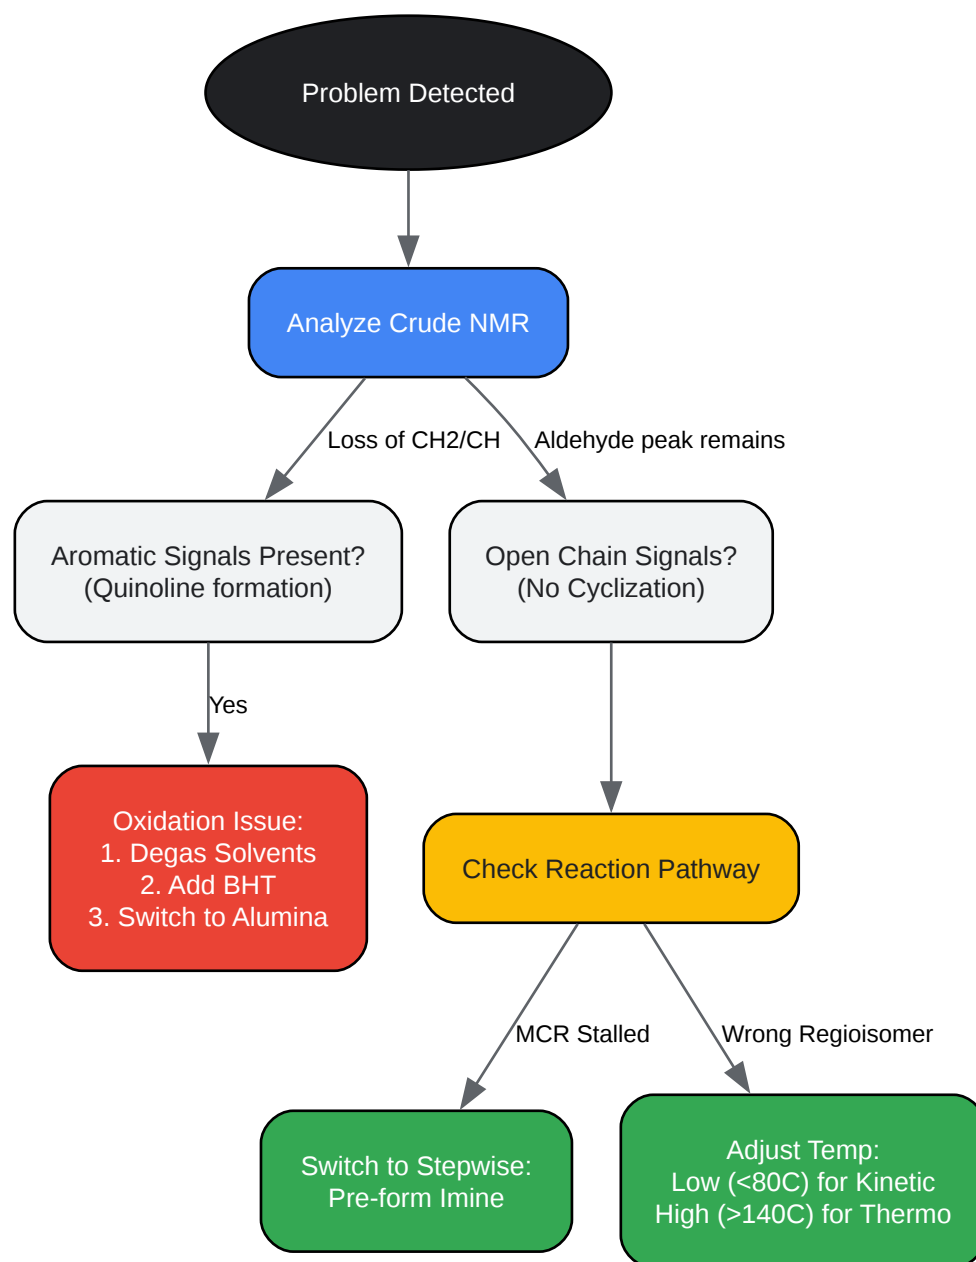 Problem Detected
Analyze Crude NMR
Loss of CH2/CH
Aldehyde peak remains
Aromatic Signals Present?
(Quinoline formation)
Open Chain Signals?
(No Cyclization)
Yes
Oxidation Issue:
1. Degas Solvents
2. Add BHT
3. Switch to Alumina
Check Reaction Pathway
MCR Stalled
Wrong Regioisomer
Switch to Stepwise:
Pre-form Imine
Adjust Temp:
Low (<80C) for Kinetic
High (>140C) for Thermo